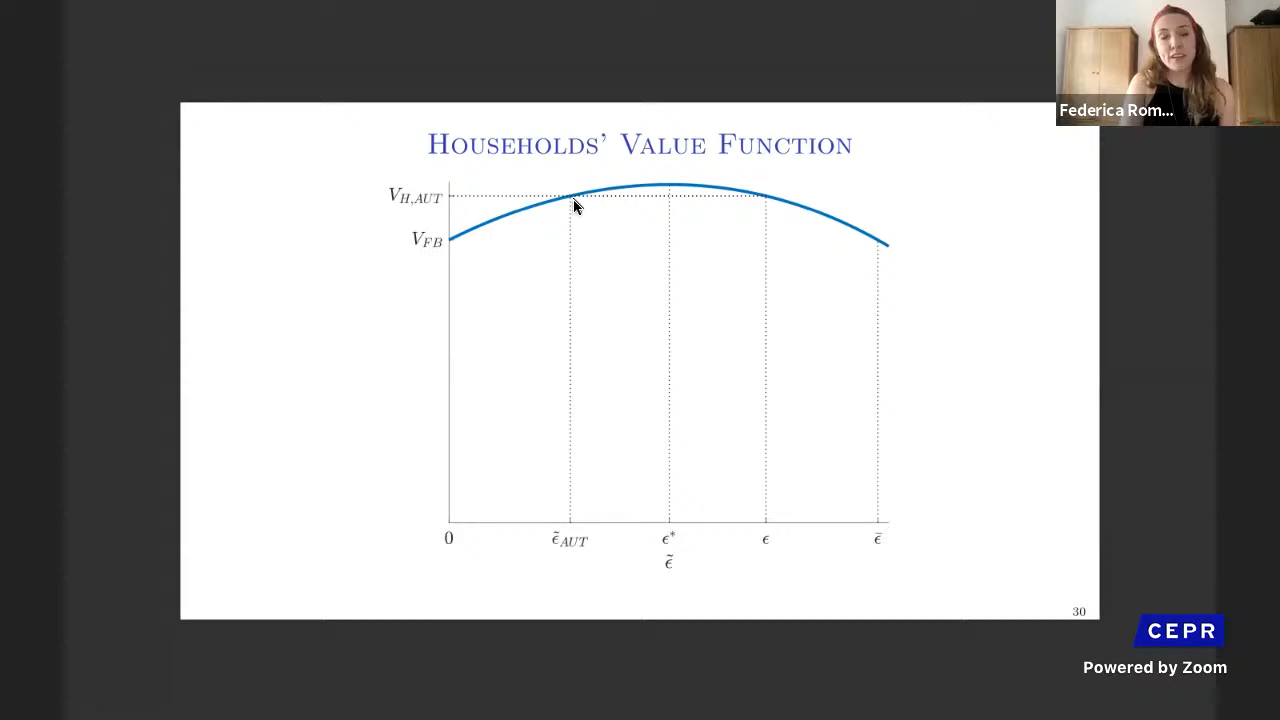 Federica Rom...
HOUSEHOLDS' VALUE FUNCTION
V_{H,AUT}
V_{FB}
0 ϵ̃_{AUT} ϵ* ϵ ϵ̄
ϵ̃
30
CEPR
Powered by Zoom